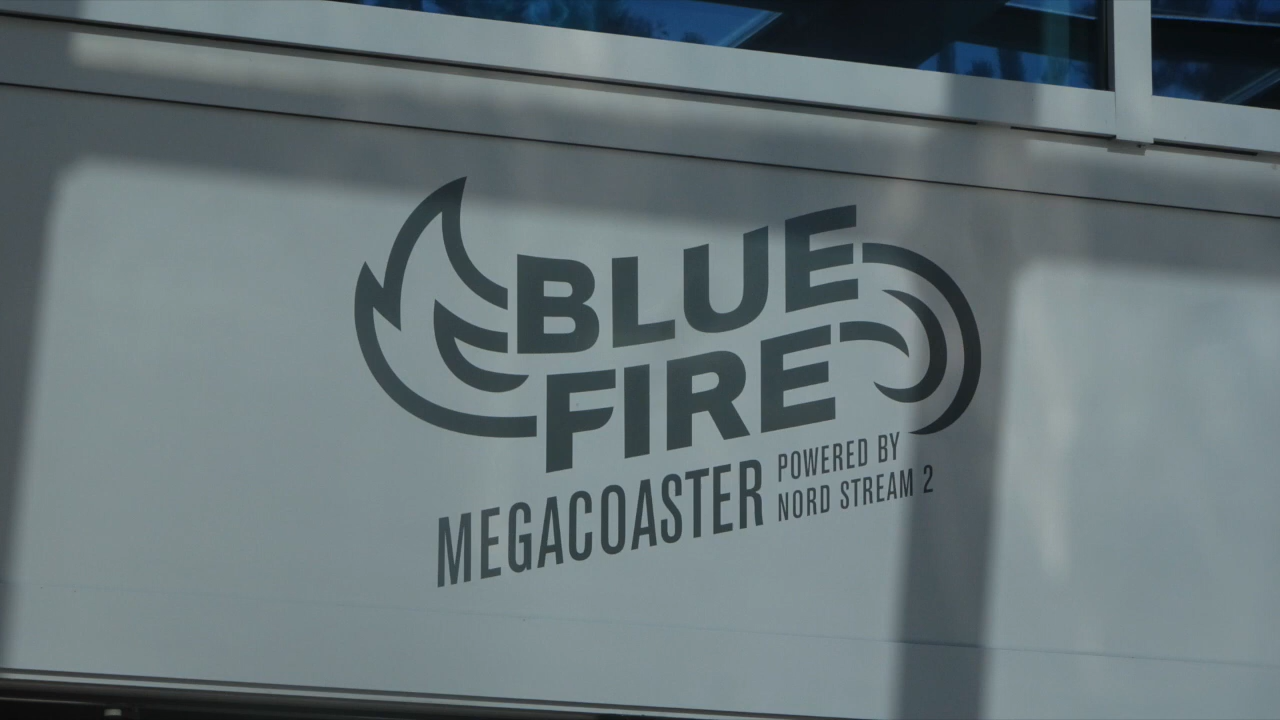 BLUE
FIRE
MEGACOASTER
POWERED BY
NORD STREAM 2